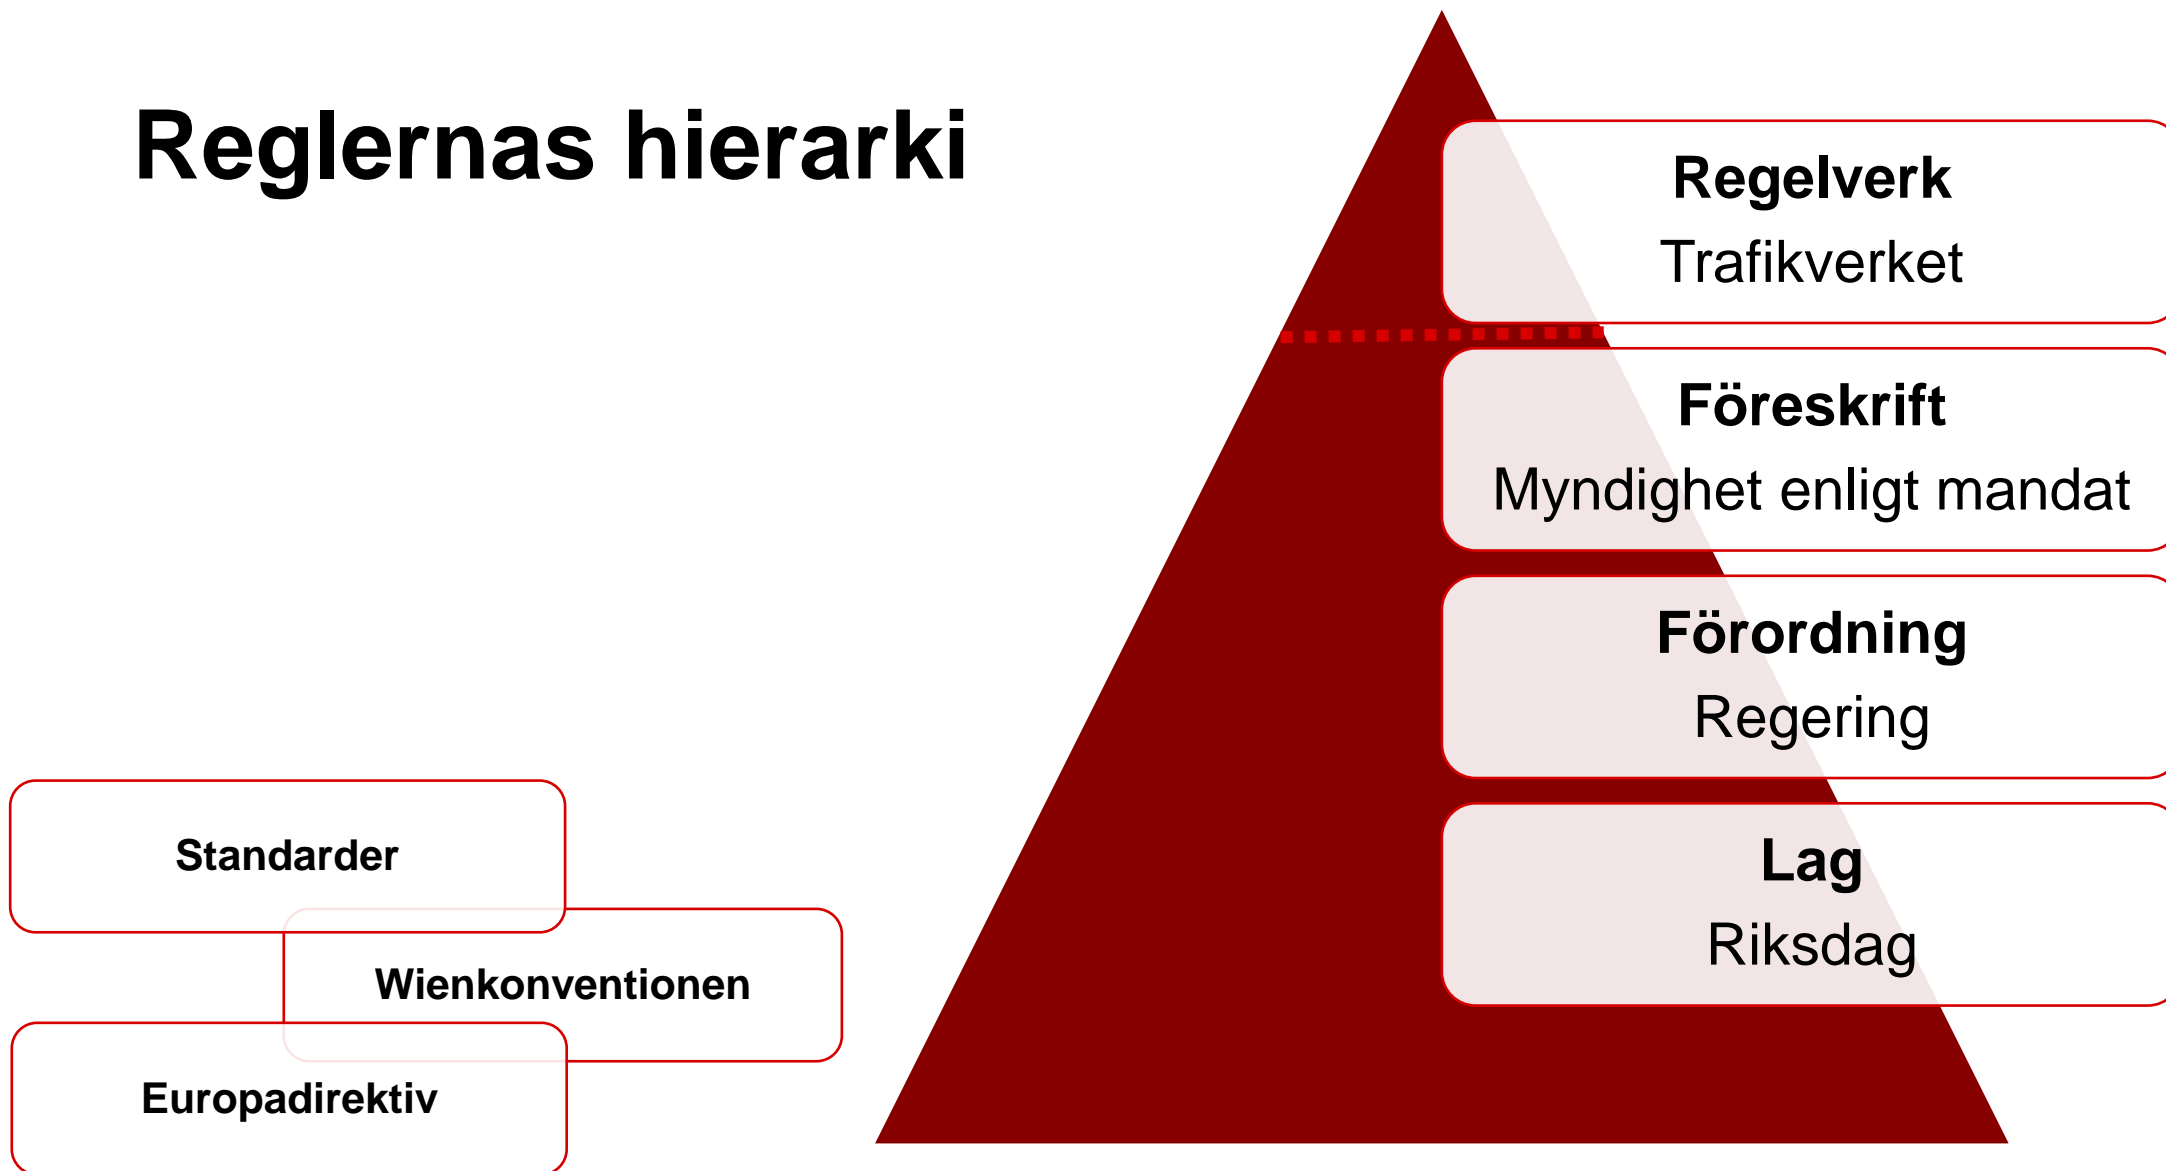 Reglernas hierarki
Regelverk
Trafikverket
Föreskrift
Myndighet enligt mandat
Förordning
Regering
Lag
Riksdag
Standarder
Wienkonventionen
Europadirektiv